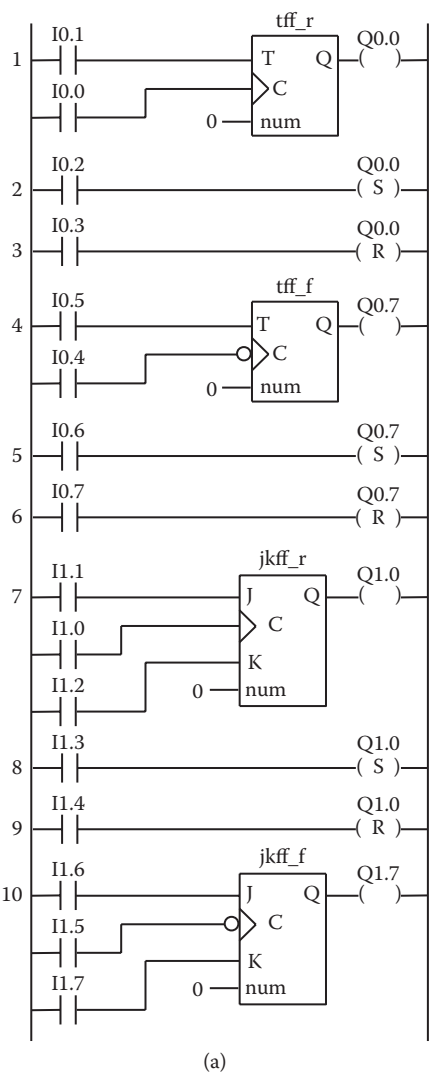 tff_r
I0.1
Q0.0
1
T
Q
( )
I0.0
C
0
num
I0.2
Q0.0
2
( S )
I0.3
Q0.0
3
( R )
tff_f
I0.5
Q0.7
4
T
Q
( )
I0.4
C
0
num
I0.6
Q0.7
5
( S )
I0.7
Q0.7
6
( R )
jkff_r
I1.1
Q1.0
7
J
Q
( )
I1.0
C
K
I1.2
0
num
I1.3
Q1.0
8
( S )
I1.4
Q1.0
9
( R )
jkff_f
I1.6
Q1.7
10
J
Q
( )
I1.5
C
K
I1.7
0
num
(a)